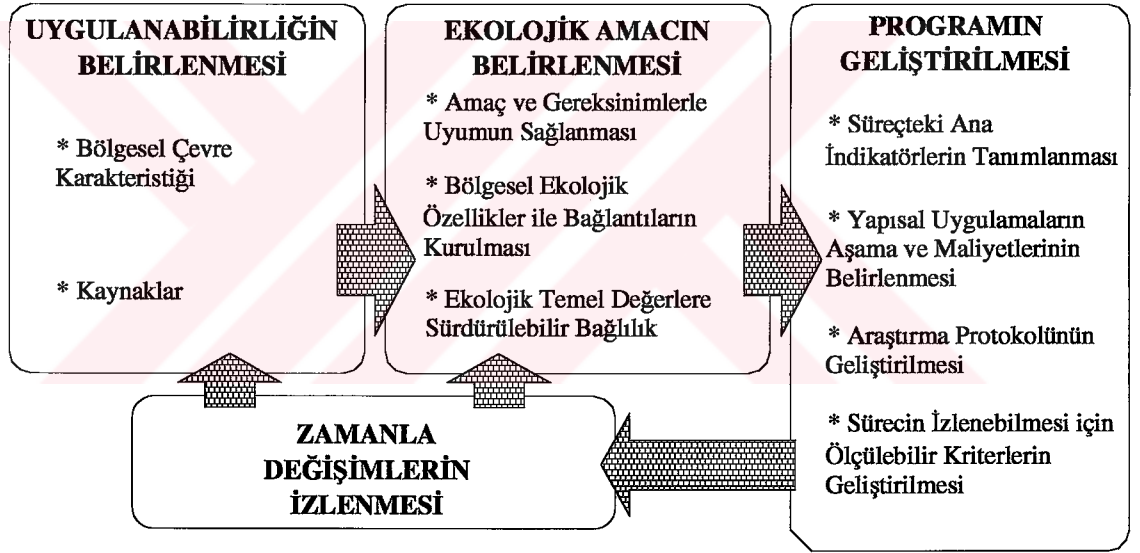 UYGULANABİLİRLİĞİN
BELİRLENMESİ
* Bölgesel Çevre
Karakteristiği
* Kaynaklar
EKOLOJİK AMACIN
BELİRLENMESİ
* Amaç ve Gereksinimlerle
Uyumun Sağlanması
* Bölgesel Ekolojik
Özellikler ile Bağlantıların
Kurulması
* Ekolojik Temel Değerlere
Sürdürülebilir Bağlılık
PROGRAMIN
GELİŞTİRİLMESİ
* Süreçteki Ana
İndikatörlerin Tanımlanması
* Yapısal Uygulamaların
Aşama ve Maliyetlerinin
Belirlenmesi
* Araştırma Protokolünün
Geliştirilmesi
* Sürecin İzlenebilmesi için
Ölçülebilir Kriterlerin
Geliştirilmesi
ZAMANLA
DEĞİŞİMLERİN
İZLENMESİ